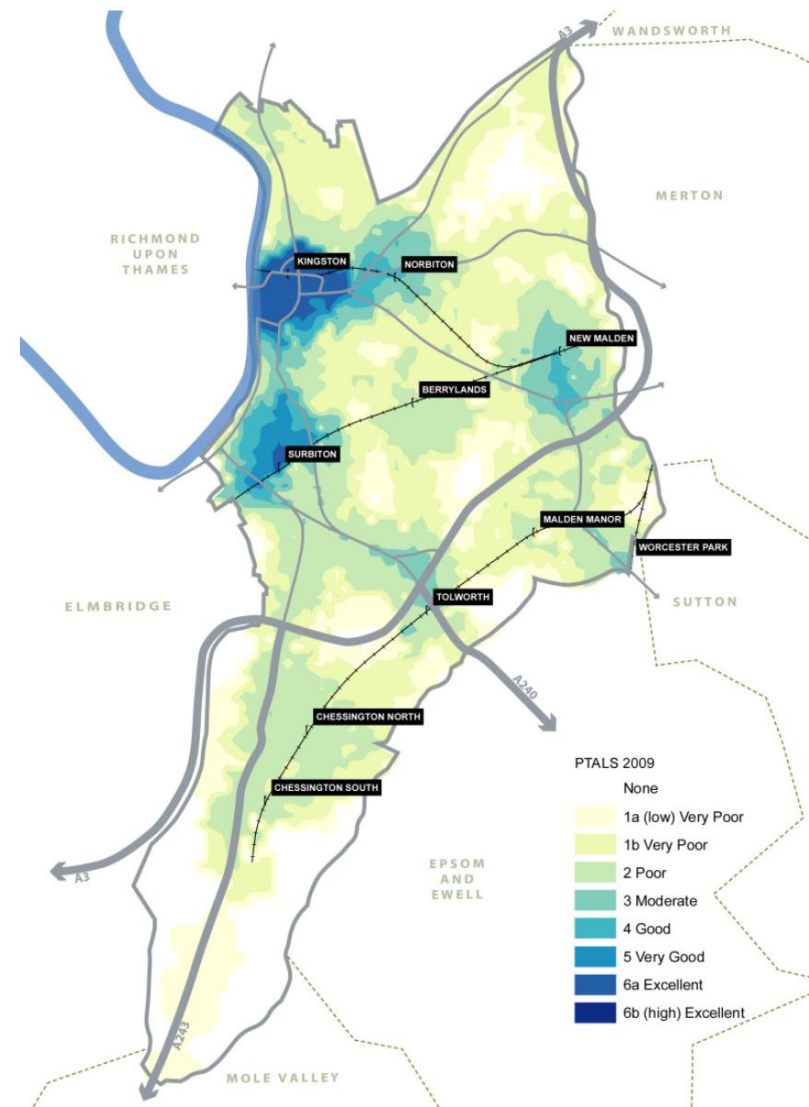 A3
WANDSWORTH
MERTON
RICHMOND
UPON
THAMES
KINGSTON
NORBITON
NEW MALDEN
BERRYLANDS
SURBITON
MALDEN MANOR
WORCESTER PARK
ELMBRIDGE
TOLWORTH
SUTTON
A240
CHESSINGTON NORTH
CHESSINGTON SOUTH
A3
EPSOM
AND
EWELL
A243
MOLE VALLEY
PTALS 2009
None
1a (low) Very Poor
1b Very Poor
2 Poor
3 Moderate
4 Good
5 Very Good
6a Excellent
6b (high) Excellent